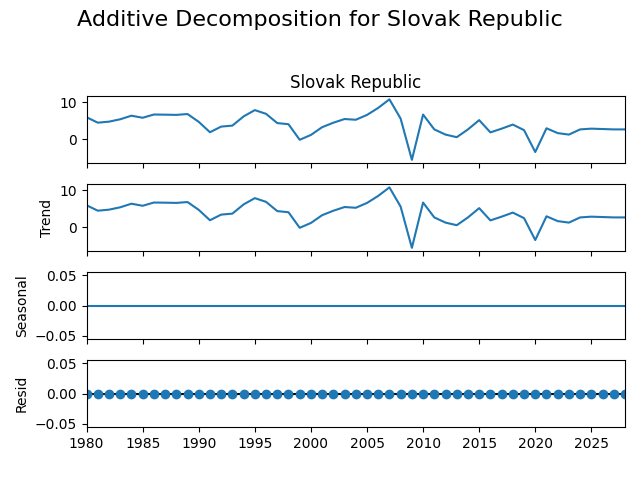 Additive Decomposition for Slovak Republic
Slovak Republic
10
0
Trend
10
0
Seasonal
0.05
0.00
−0.05
Resid
0.05
0.00
−0.05
1980 1985 1990 1995 2000 2005 2010 2015 2020 2025